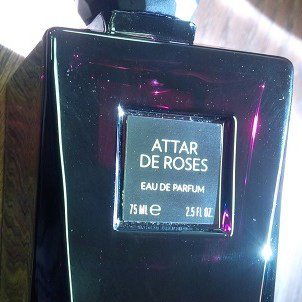 ATTAR
DE ROSES
EAU DE PARFUM
75 ML e 2.5 FL OZ.